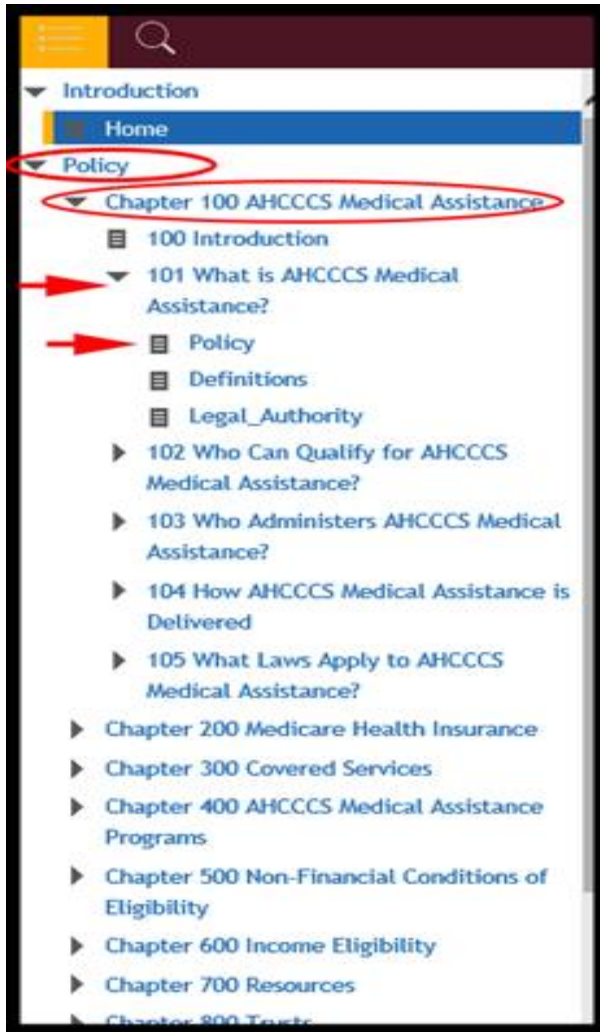 Introduction
Home
Policy
Chapter 100 AHCCCS Medical Assistance
100 Introduction
101 What is AHCCCS Medical
Assistance?
Policy
Definitions
Legal_Authority
102 Who Can Qualify for AHCCCS
Medical Assistance?
103 Who Administers AHCCCS Medical
Assistance?
104 How AHCCCS Medical Assistance is
Delivered
105 What Laws Apply to AHCCCS
Medical Assistance?
Chapter 200 Medicare Health Insurance
Chapter 300 Covered Services
Chapter 400 AHCCCS Medical Assistance
Programs
Chapter 500 Non-Financial Conditions of
Eligibility
Chapter 600 Income Eligibility
Chapter 700 Resources
Chapter 800 Trusts